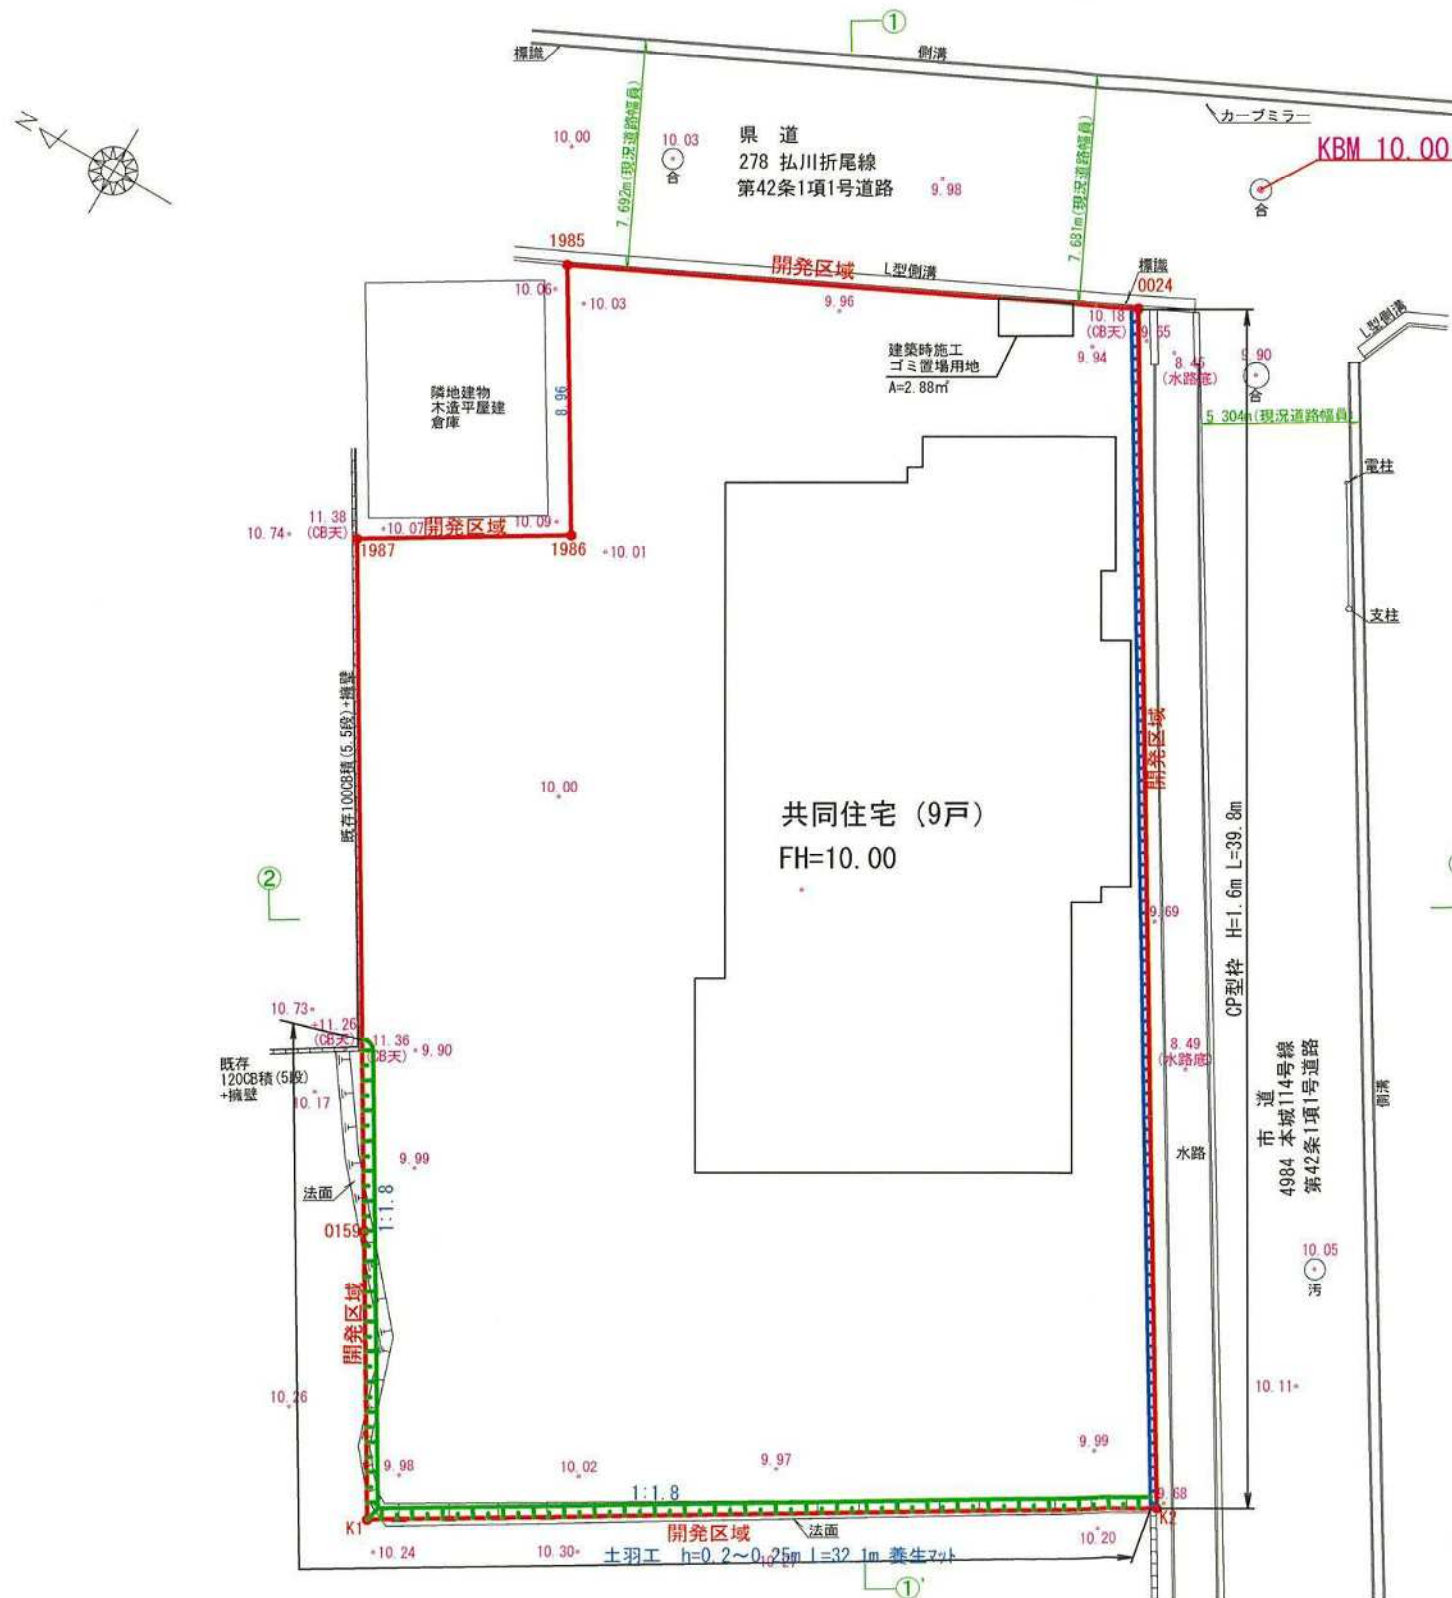 ①
標識
側溝
カーブミラー
KBM 10.00
合
N
10.00
10.03
合
県　道
278 払川折尾線
第42条1項1号道路
9.98
7.692m(現況道路幅員)
7.681m(現況道路幅員)
1985
開発区域
L型側溝
標識
0024
10.06
10.03
9.96
10.18
(CB天)
9.65
9.94
8.45
(水路底)
9.90
合
L型側溝
建築時施工
ゴミ置場用地
A=2.88㎡
5.304m(現況道路幅員)
隣地建物
木造平屋建
倉庫
8.96
電柱
支柱
11.38
(CB天)
10.74
10.07
開発区域
10.09
1987
1986
10.01
既存100CB積(5.5段)+擁壁
開発区域
10.00
共同住宅（9戸）
FH=10.00
CP型枠　H=1.6m L=39.8m
②
9.69
10.73
11.26
(CB天)
11.36
(CB天)
9.90
既存
120CB積(5段)
+擁壁
10.17
8.49
(水路底)
市　道
4984 本城114号線
第42条1項1号道路
側溝
水路
9.99
法面
1:1.8
0159
開発区域
10.05
汚
10.26
10.11
9.98
10.02
9.97
9.99
1:1.8
9.68
K1
K2
開発区域
法面
10.24
10.30
10.20
土羽工　h=0.2～0.25m L=32.1m 養生マット
①'